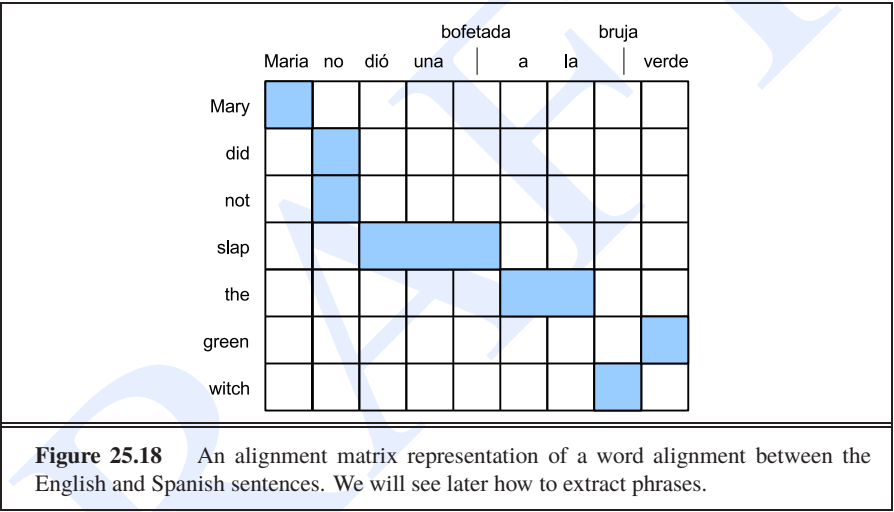 bofetada bruja
Maria no dió una a la verde
Mary
did
not
slap
the
green
witch
Figure 25.18 An alignment matrix representation of a word alignment between the
English and Spanish sentences. We will see later how to extract phrases.